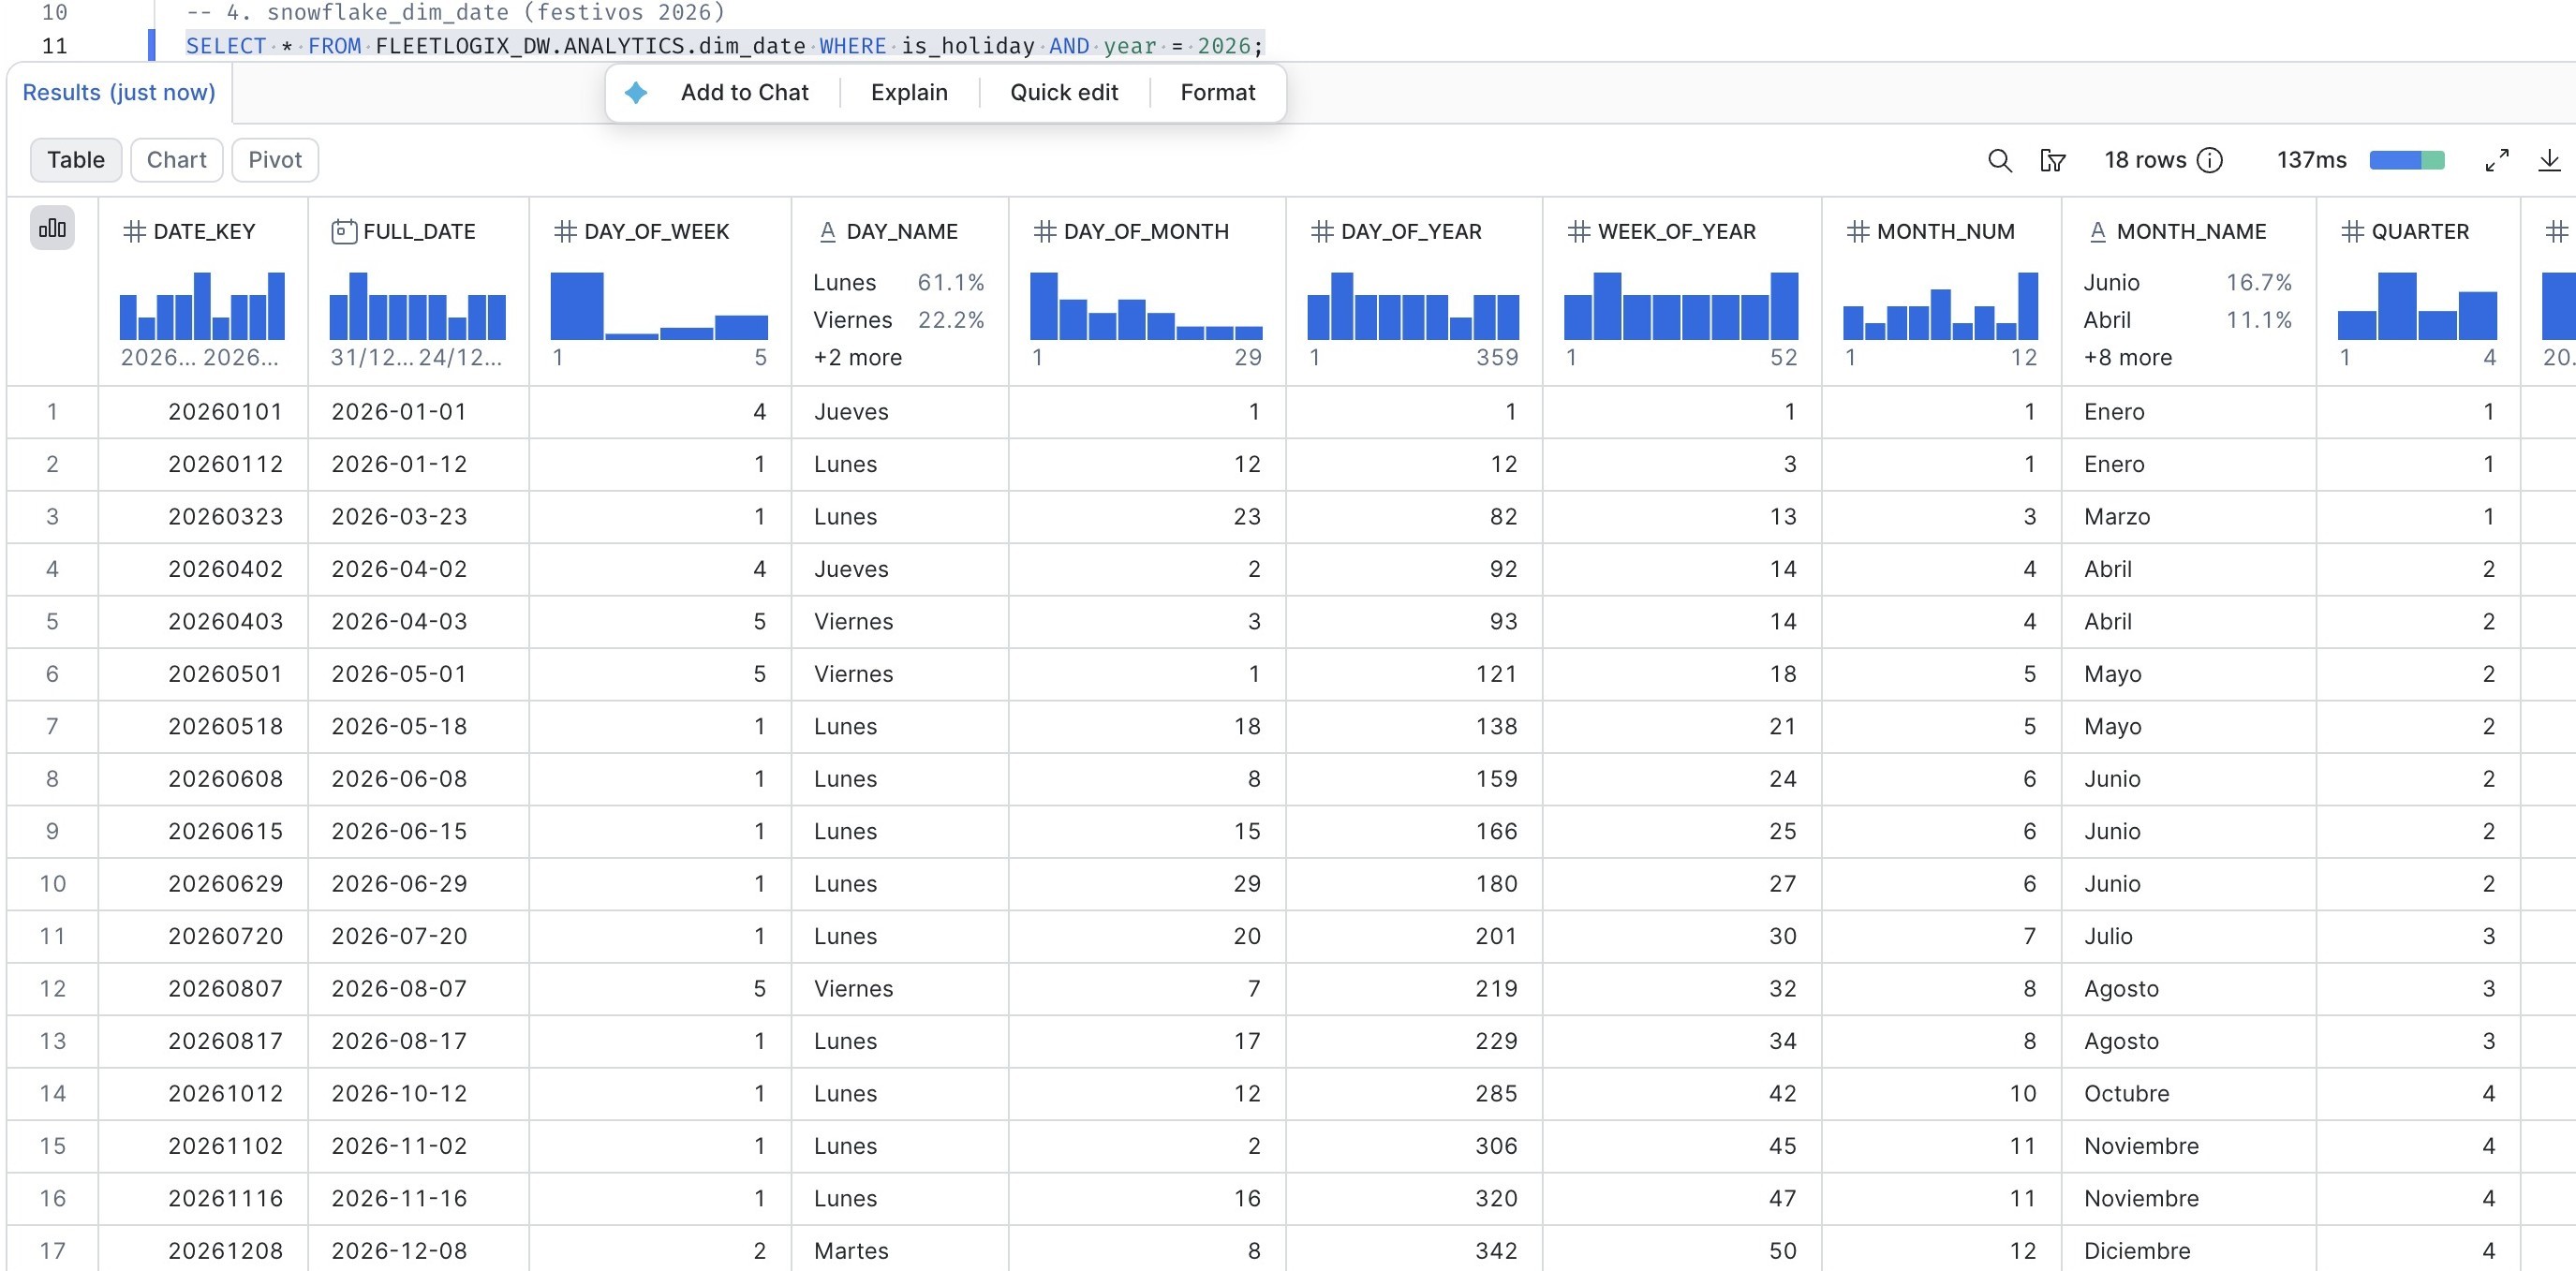 10 -- 4. snowflake_dim_date (festivos 2026)
11 SELECT * FROM FLEETLOGIX_DW.ANALYTICS.dim_date WHERE is_holiday AND year = 2026;
Results (just now)
Add to Chat Explain Quick edit Format
Table Chart Pivot 18 rows 137ms
DATE_KEY FULL_DATE DAY_OF_WEEK DAY_NAME DAY_OF_MONTH DAY_OF_YEAR WEEK_OF_YEAR MONTH_NUM MONTH_NAME QUARTER
Lunes 61.1% Junio 16.7%
Viernes 22.2% Abril 11.1%
2026... 2026... 31/12... 24/12... 1 5 +2 more 1 29 1 359 1 52 1 12 +8 more 1 4 20.
1 20260101 2026-01-01 4 Jueves 1 1 1 1 Enero 1
2 20260112 2026-01-12 1 Lunes 12 12 3 1 Enero 1
3 20260323 2026-03-23 1 Lunes 23 82 13 3 Marzo 1
4 20260402 2026-04-02 4 Jueves 2 92 14 4 Abril 2
5 20260403 2026-04-03 5 Viernes 3 93 14 4 Abril 2
6 20260501 2026-05-01 5 Viernes 1 121 18 5 Mayo 2
7 20260518 2026-05-18 1 Lunes 18 138 21 5 Mayo 2
8 20260608 2026-06-08 1 Lunes 8 159 24 6 Junio 2
9 20260615 2026-06-15 1 Lunes 15 166 25 6 Junio 2
10 20260629 2026-06-29 1 Lunes 29 180 27 6 Junio 2
11 20260720 2026-07-20 1 Lunes 20 201 30 7 Julio 3
12 20260807 2026-08-07 5 Viernes 7 219 32 8 Agosto 3
13 20260817 2026-08-17 1 Lunes 17 229 34 8 Agosto 3
14 20261012 2026-10-12 1 Lunes 12 285 42 10 Octubre 4
15 20261102 2026-11-02 1 Lunes 2 306 45 11 Noviembre 4
16 20261116 2026-11-16 1 Lunes 16 320 47 11 Noviembre 4
17 20261208 2026-12-08 2 Martes 8 342 50 12 Diciembre 4